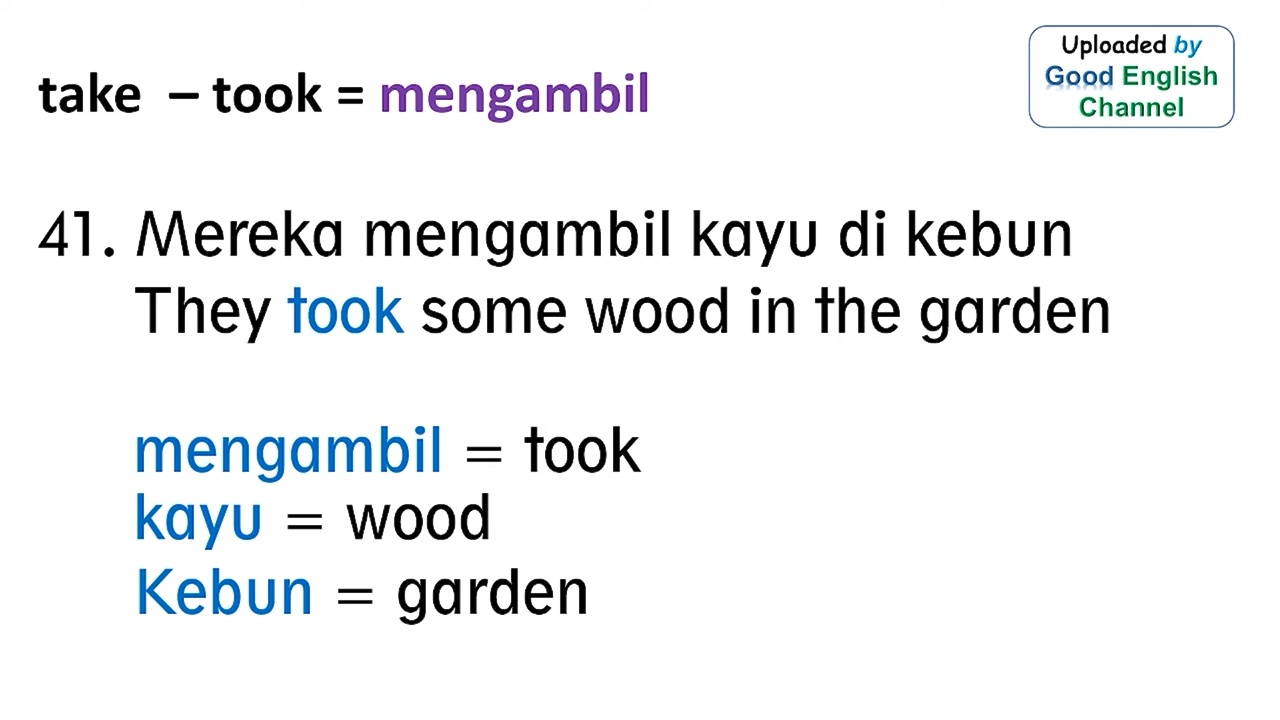 Uploaded by
Good English
Channel
take – took = mengambil
41. Mereka mengambil kayu di kebun
They took some wood in the garden
mengambil = took
kayu = wood
Kebun = garden